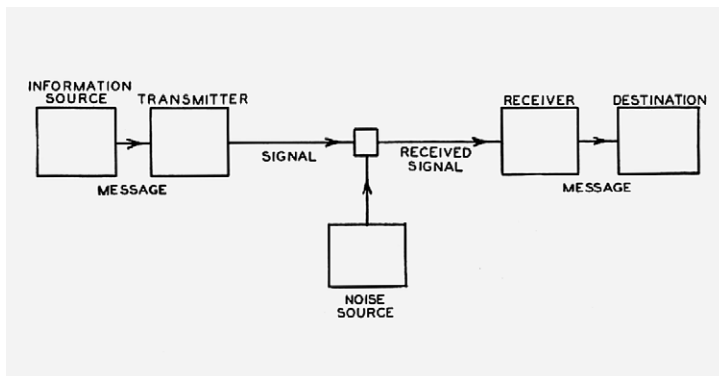 INFORMATION
SOURCE
TRANSMITTER
RECEIVER
DESTINATION
SIGNAL
RECEIVED
SIGNAL
MESSAGE
MESSAGE
NOISE
SOURCE